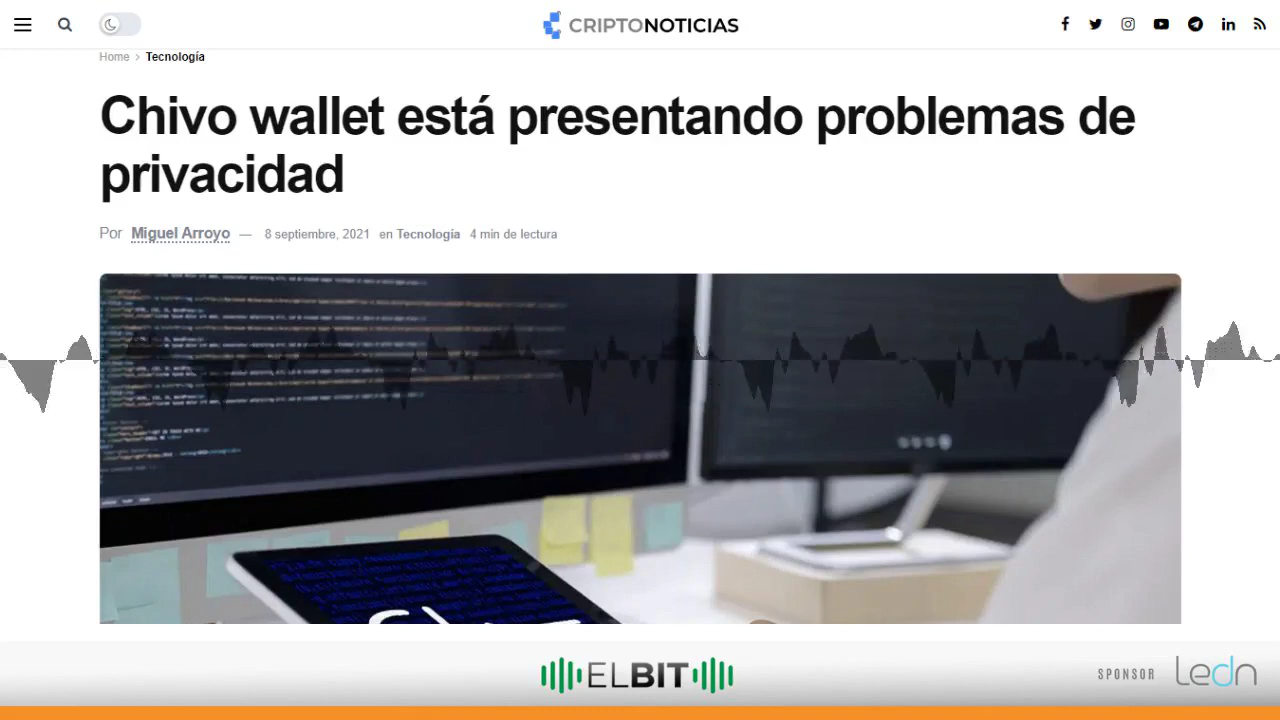 CRIPTONOTICIAS
Home > Tecnología
Chivo wallet está presentando problemas de
privacidad
Por Miguel Arroyo — 8 septiembre, 2021 en Tecnología 4 min de lectura
ELBIT
SPONSOR ledn